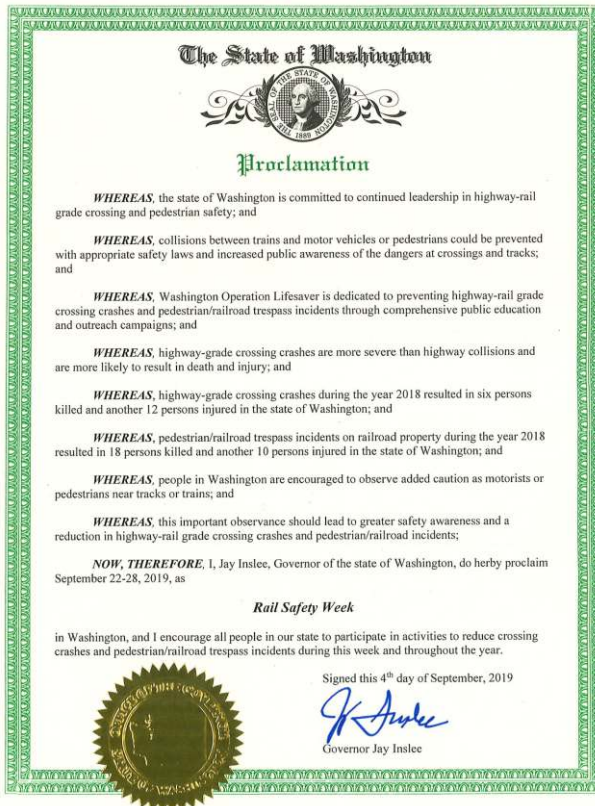 The State of Washington
THE SEAL OF THE STATE OF WASHINGTON
1889
Proclamation
WHEREAS, the state of Washington is committed to continued leadership in highway-rail
grade crossing and pedestrian safety; and
WHEREAS, collisions between trains and motor vehicles or pedestrians could be prevented
with appropriate safety laws and increased public awareness of the dangers at crossings and tracks;
and
WHEREAS, Washington Operation Lifesaver is dedicated to preventing highway-rail grade
crossing crashes and pedestrian/railroad trespass incidents through comprehensive public education
and outreach campaigns; and
WHEREAS, highway-grade crossing crashes are more severe than highway collisions and
are more likely to result in death and injury; and
WHEREAS, highway-grade crossing crashes during the year 2018 resulted in six persons
killed and another 12 persons injured in the state of Washington; and
WHEREAS, pedestrian/railroad trespass incidents on railroad property during the year 2018
resulted in 18 persons killed and another 10 persons injured in the state of Washington; and
WHEREAS, people in Washington are encouraged to observe added caution as motorists or
pedestrians near tracks or trains; and
WHEREAS, this important observance should lead to greater safety awareness and a
reduction in highway-rail grade crossing crashes and pedestrian/railroad incidents;
NOW, THEREFORE, I, Jay Inslee, Governor of the state of Washington, do herby proclaim
September 22-28, 2019, as
Rail Safety Week
in Washington, and I encourage all people in our state to participate in activities to reduce crossing
crashes and pedestrian/railroad trespass incidents during this week and throughout the year.
Signed this 4th day of September, 2019
Jay Inslee
Governor Jay Inslee